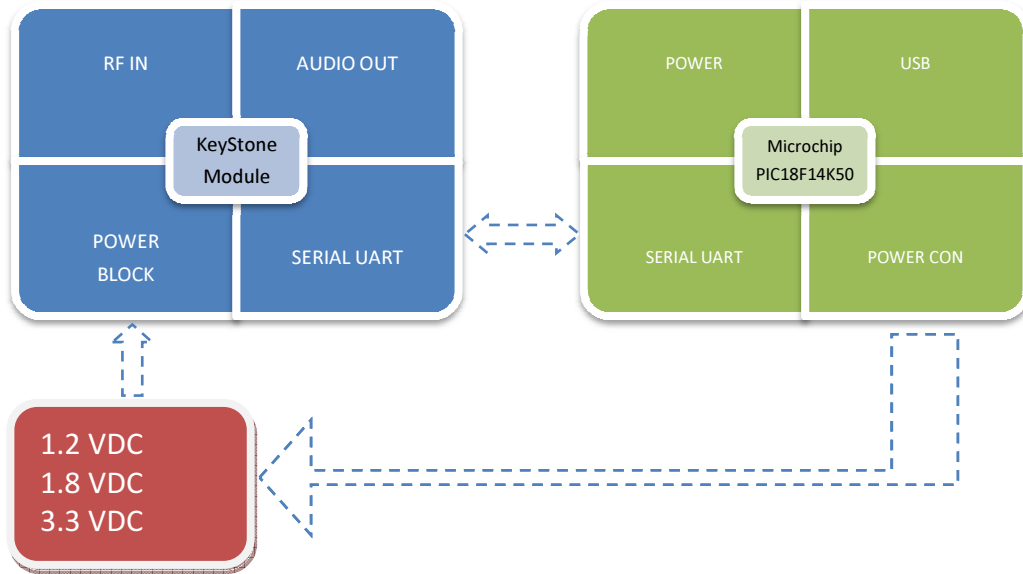 RF IN
AUDIO OUT
KeyStone
Module
POWER
BLOCK
SERIAL UART
POWER
USB
Microchip
PIC18F14K50
SERIAL UART
POWER CON
1.2 VDC
1.8 VDC
3.3 VDC